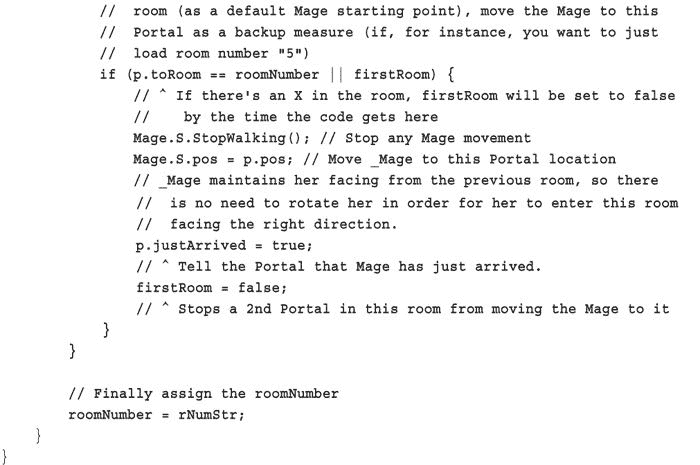 //  room (as a default Mage starting point), move the Mage to this
//  Portal as a backup measure (if, for instance, you want to just
//  load room number "5")
if (p.toRoom == roomNumber || firstRoom) {
// ^ If there's an X in the room, firstRoom will be set to false
//    by the time the code gets here
Mage.S.StopWalking(); // Stop any Mage movement
Mage.S.pos = p.pos; // Move _Mage to this Portal location
// _Mage maintains her facing from the previous room, so there
//  is no need to rotate her in order for her to enter this room
//  facing the right direction.
p.justArrived = true;
// ^ Tell the Portal that Mage has just arrived.
firstRoom = false;
// ^ Stops a 2nd Portal in this room from moving the Mage to it
}
}
// Finally assign the roomNumber
roomNumber = rNumStr;
}
}